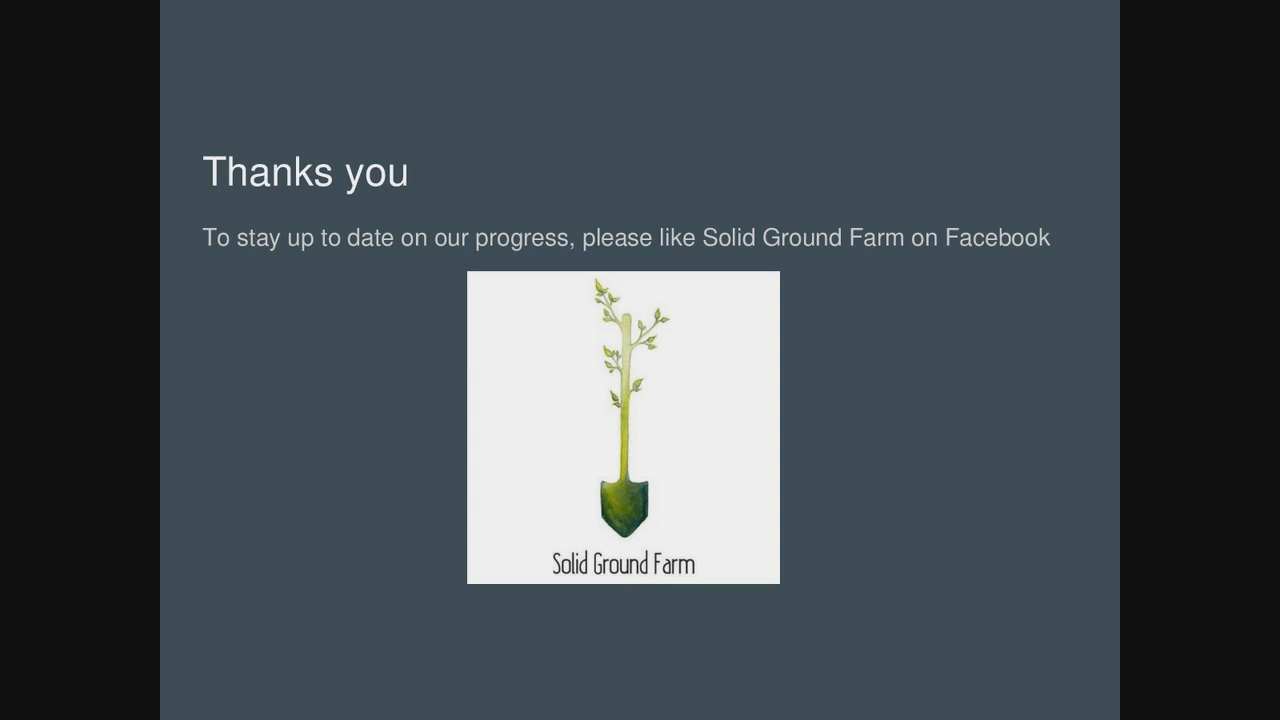 Thanks you
To stay up to date on our progress, please like Solid Ground Farm on Facebook
Solid Ground Farm